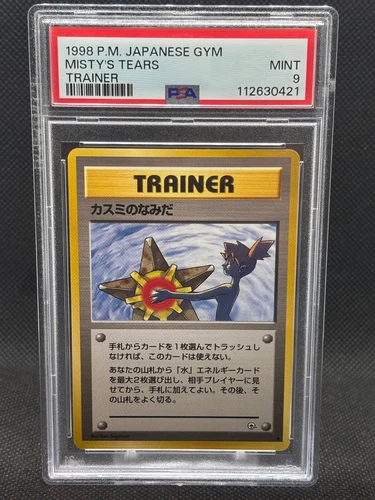 1998 P.M. JAPANESE GYM
MISTY'S TEARS
MINT
TRAINER
9
PSA
112630421
TRAINER
カスミのなみだ
手札からカードを1枚選んでトラッシュし
なければ、このカードは使えない。
あなたの山札から「水」エネルギーカード
を最大2枚選び出し、相手プレイヤーに見
せてから、手札に加えてよい。その後、そ
の山札をよく切る。